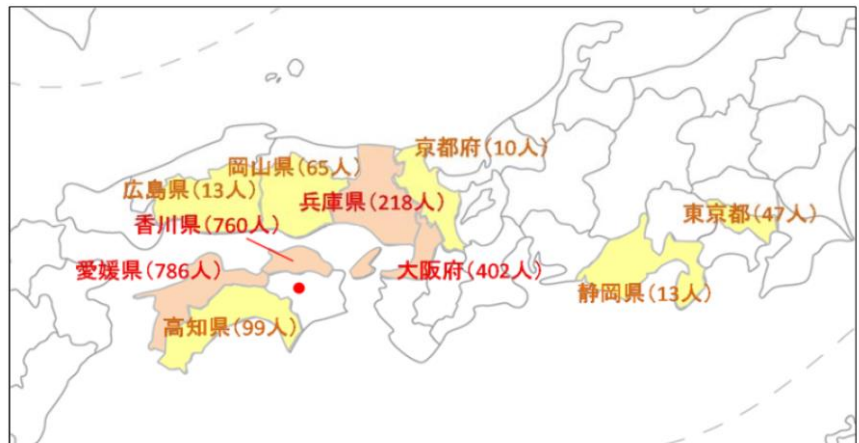 京都府(10人)
岡山県(65人)
広島県(13人)
兵庫県(218人)
東京都(47人)
香川県(760人)
愛媛県(786人)
大阪府(402人)
静岡県(13人)
高知県(99人)